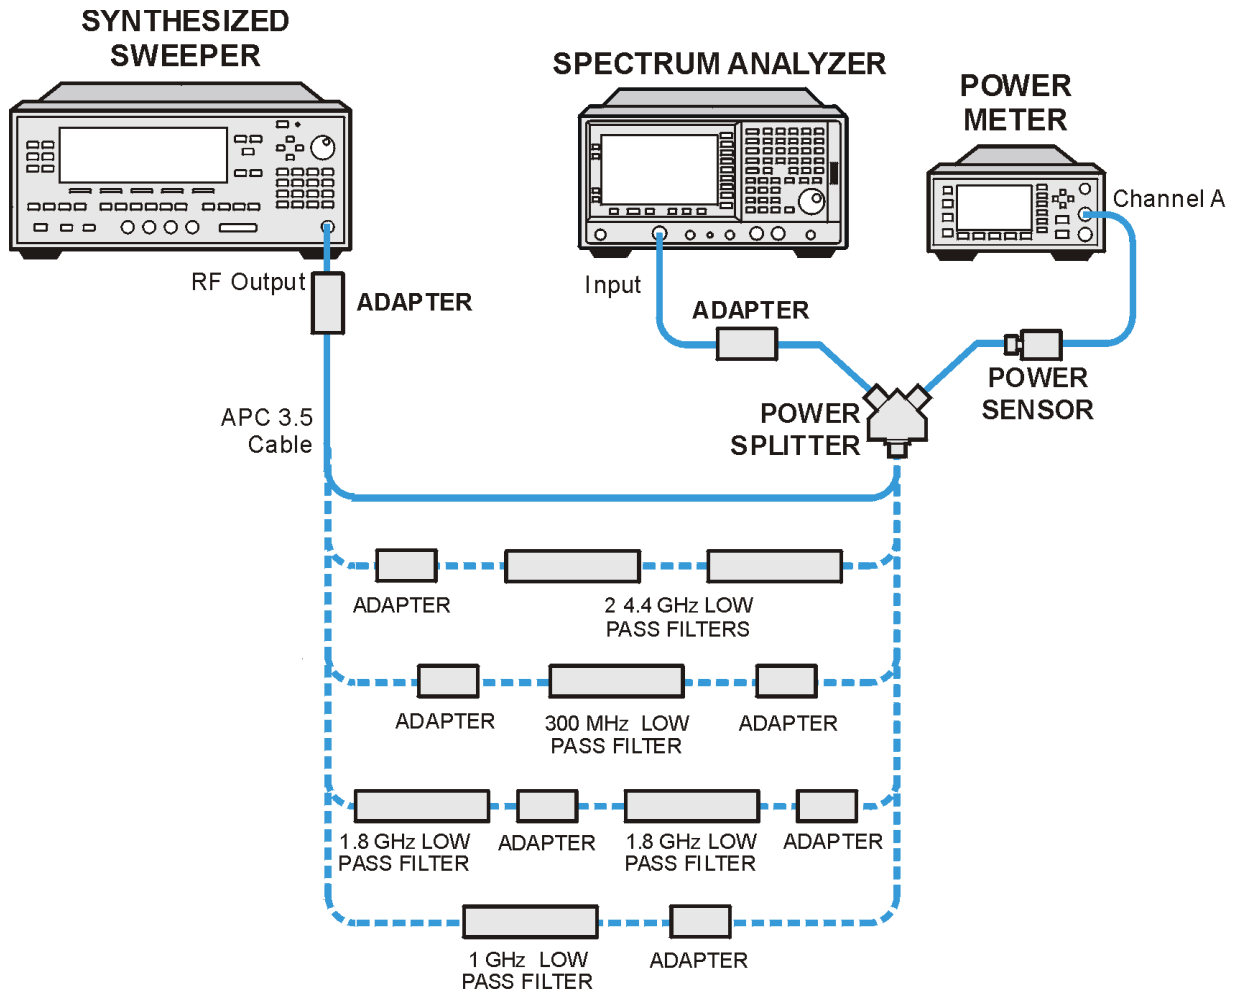 SYNTHESIZED
SWEEPER
SPECTRUM ANALYZER
POWER
METER
Channel A
RF Output
ADAPTER
Input
ADAPTER
POWER
SENSOR
APC 3.5
Cable
POWER
SPLITTER
ADAPTER
2 4.4 GHz LOW
PASS FILTERS
ADAPTER
300 MHz LOW
PASS FILTER
ADAPTER
1.8 GHz LOW
PASS FILTER
ADAPTER
1.8 GHz LOW
PASS FILTER
ADAPTER
1 GHz LOW
PASS FILTER
ADAPTER